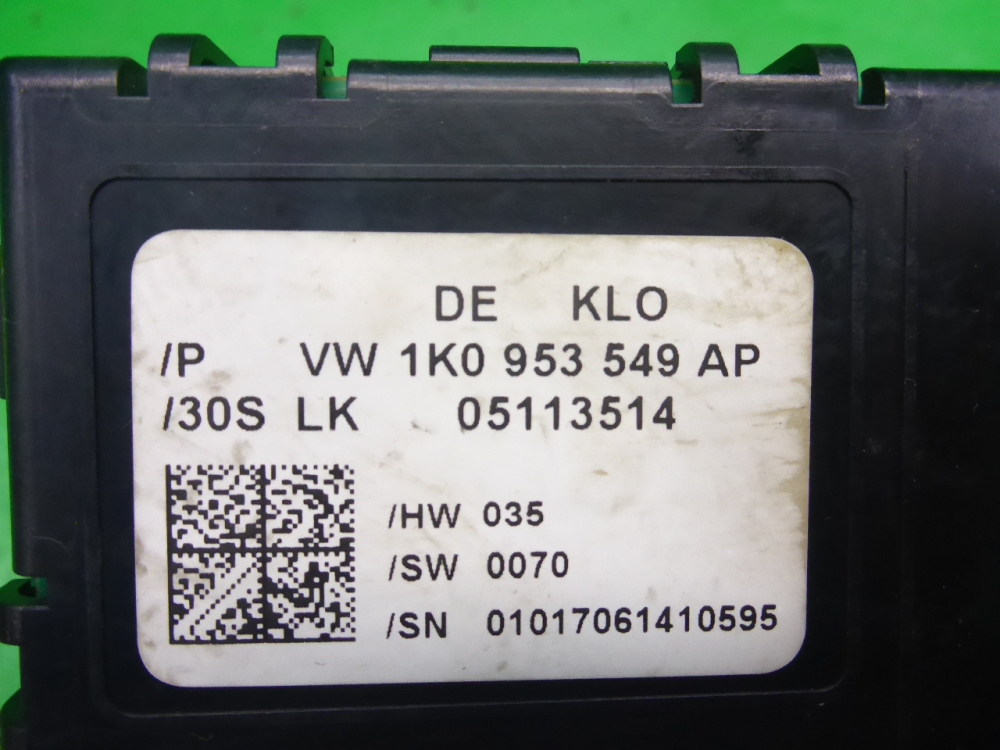 DE KLO
/P VW 1K0 953 549 AP
/30S LK 05113514
/HW 035
/SW 0070
/SN 01017061410595